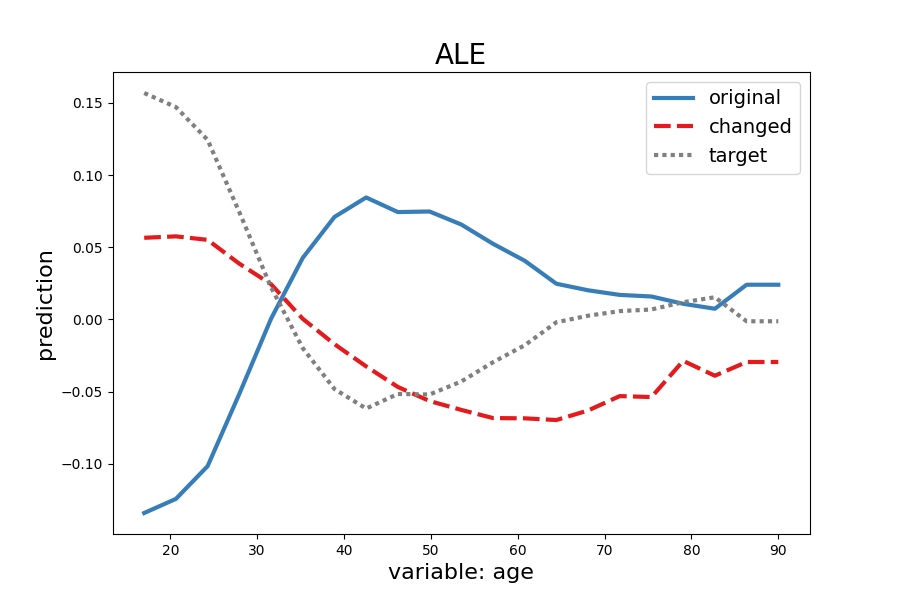 ALE
original
changed
target
0.15
0.10
0.05
0.00
−0.05
−0.10
prediction
20 30 40 50 60 70 80 90
variable: age